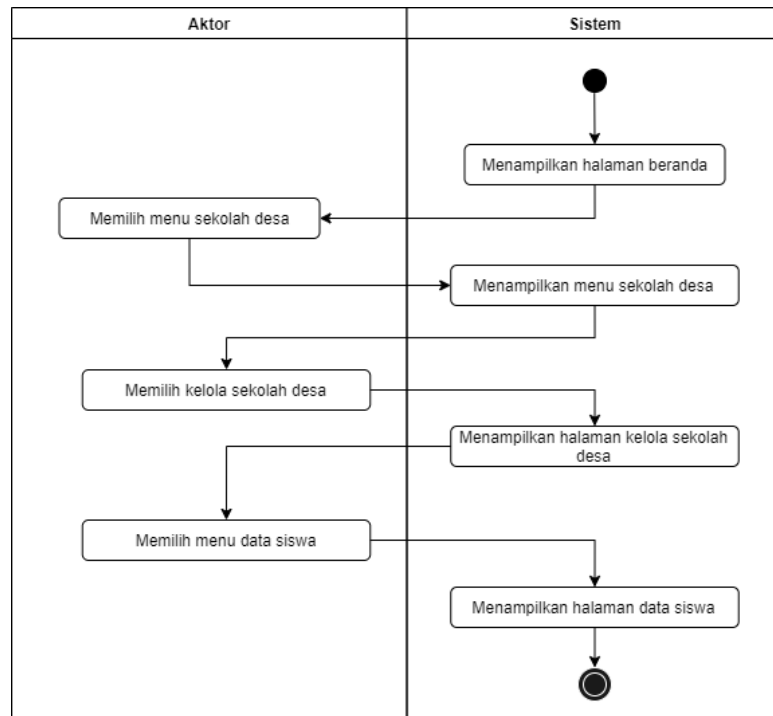 Aktor
Sistem
Menampilkan halaman beranda
Memilih menu sekolah desa
Menampilkan menu sekolah desa
Memilih kelola sekolah desa
Menampilkan halaman kelola sekolah
desa
Memilih menu data siswa
Menampilkan halaman data siswa